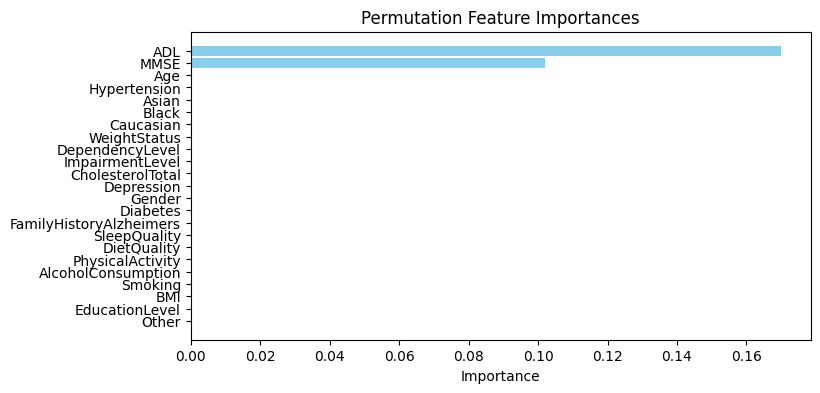 Permutation Feature Importances
ADL
MMSE
Age
Hypertension
Asian
Black
Caucasian
WeightStatus
DependencyLevel
ImpairmentLevel
CholesterolTotal
Depression
Gender
Diabetes
FamilyHistoryAlzheimers
SleepQuality
DietQuality
PhysicalActivity
AlcoholConsumption
Smoking
BMI
EducationLevel
Other
0.00 0.02 0.04 0.06 0.08 0.10 0.12 0.14 0.16
Importance